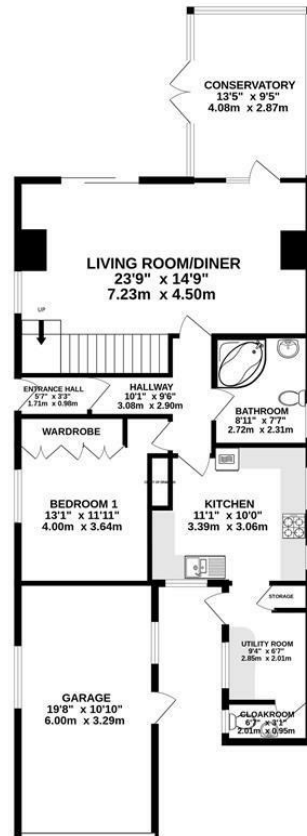 CONSERVATORY
13'5" x 9'5"
4.08m x 2.87m
LIVING ROOM/DINER
23'9" x 14'9"
7.23m x 4.50m
UP
ENTRANCE HALL
5'7" x 3'3"
1.71m x 0.98m
HALLWAY
10'1" x 9'6"
3.08m x 2.90m
BATHROOM
8'11" x 7'7"
2.72m x 2.31m
WARDROBE
BEDROOM 1
13'1" x 11'11"
4.00m x 3.64m
KITCHEN
11'1" x 10'0"
3.39m x 3.06m
STORAGE
UTILITY ROOM
9'4" x 6'7"
2.85m x 2.01m
GARAGE
19'8" x 10'10"
6.00m x 3.29m
CLOAKROOM
6'7" x 3'1"
2.01m x 0.95m